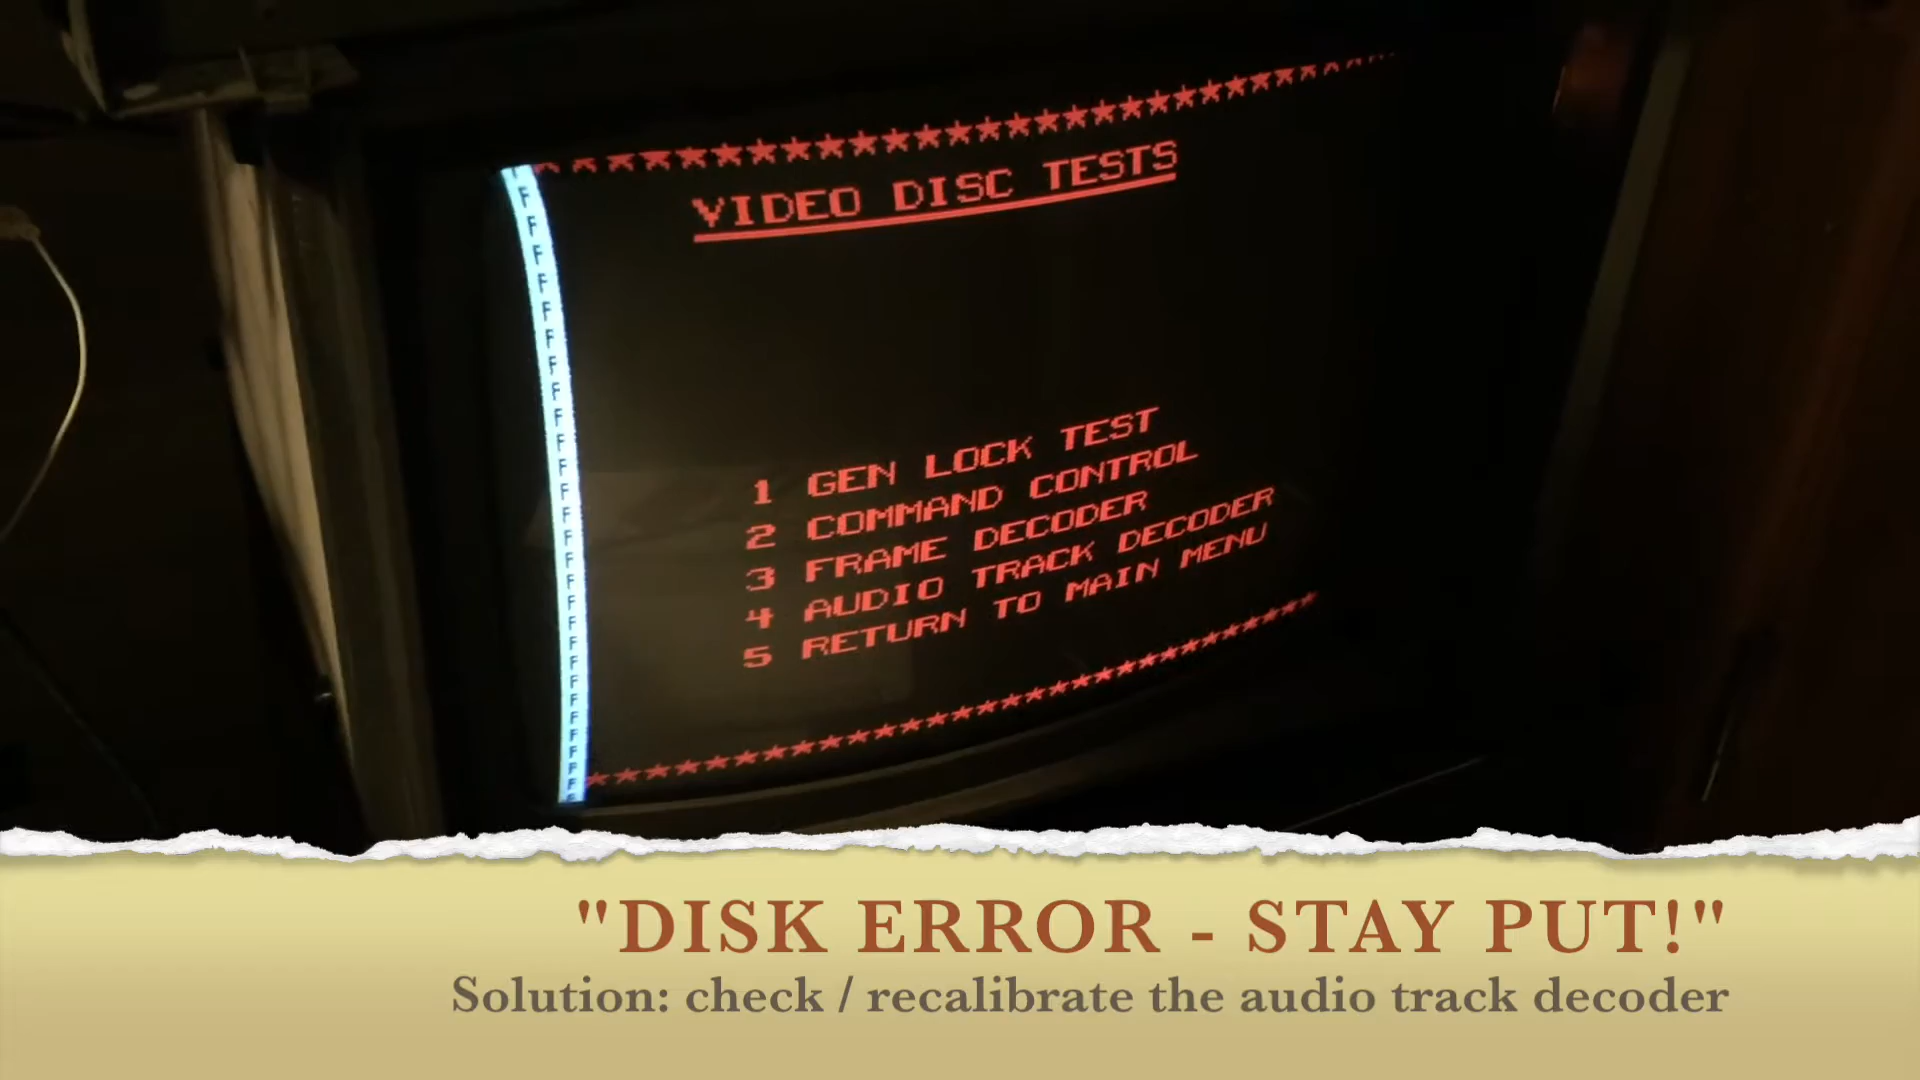 VIDEO DISC TESTS
1 GEN LOCK TEST
2 COMMAND CONTROL
3 FRAME DECODER
4 AUDIO TRACK DECODER
5 RETURN TO MAIN MENU
"DISK ERROR - STAY PUT!"
Solution: check / recalibrate the audio track decoder